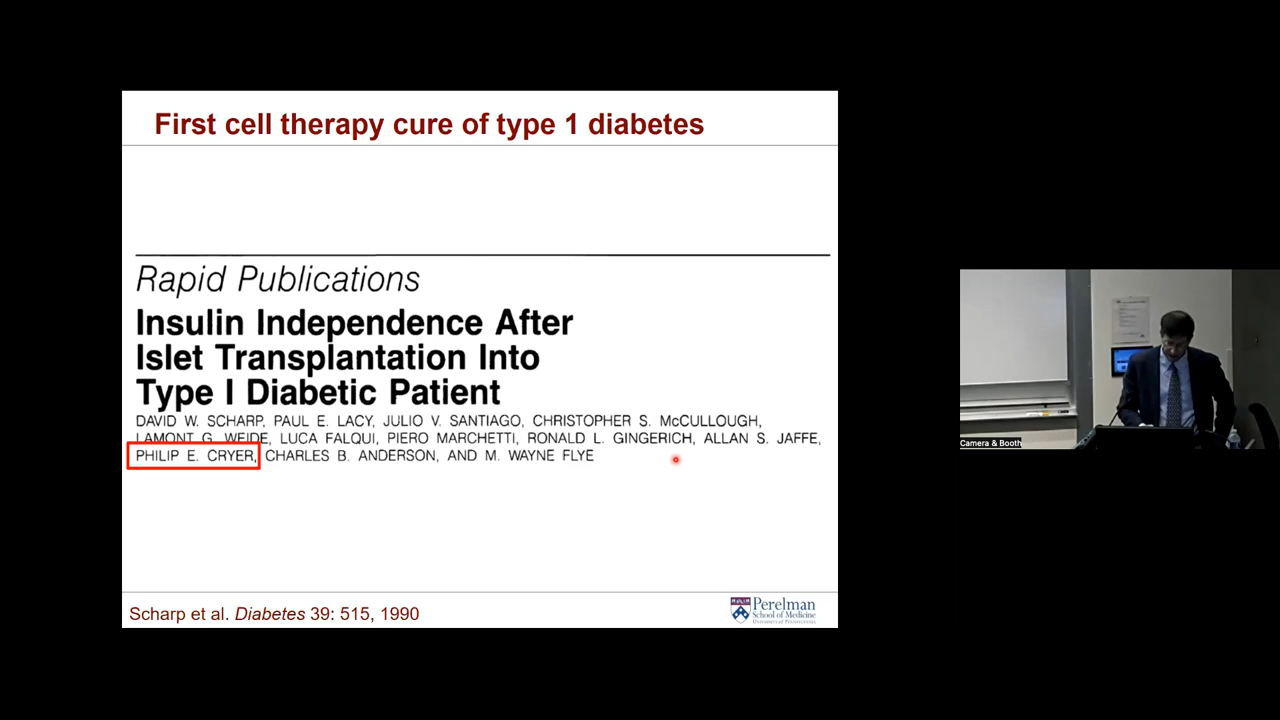 First cell therapy cure of type 1 diabetes
Rapid Publications
Insulin Independence After
Islet Transplantation Into
Type I Diabetic Patient
DAVID W. SCHARP, PAUL E. LACY, JULIO V. SANTIAGO, CHRISTOPHER S. McCULLOUGH,
LAMONT G. WEIDE, LUCA FALQUI, PIERO MARCHETTI, RONALD L. GINGERICH, ALLAN S. JAFFE,
PHILIP E. CRYER, CHARLES B. ANDERSON, AND M. WAYNE FLYE
Scharp et al. Diabetes 39: 515, 1990
Perelman
School of Medicine
UNIVERSITY OF PENNSYLVANIA
Camera & Booth